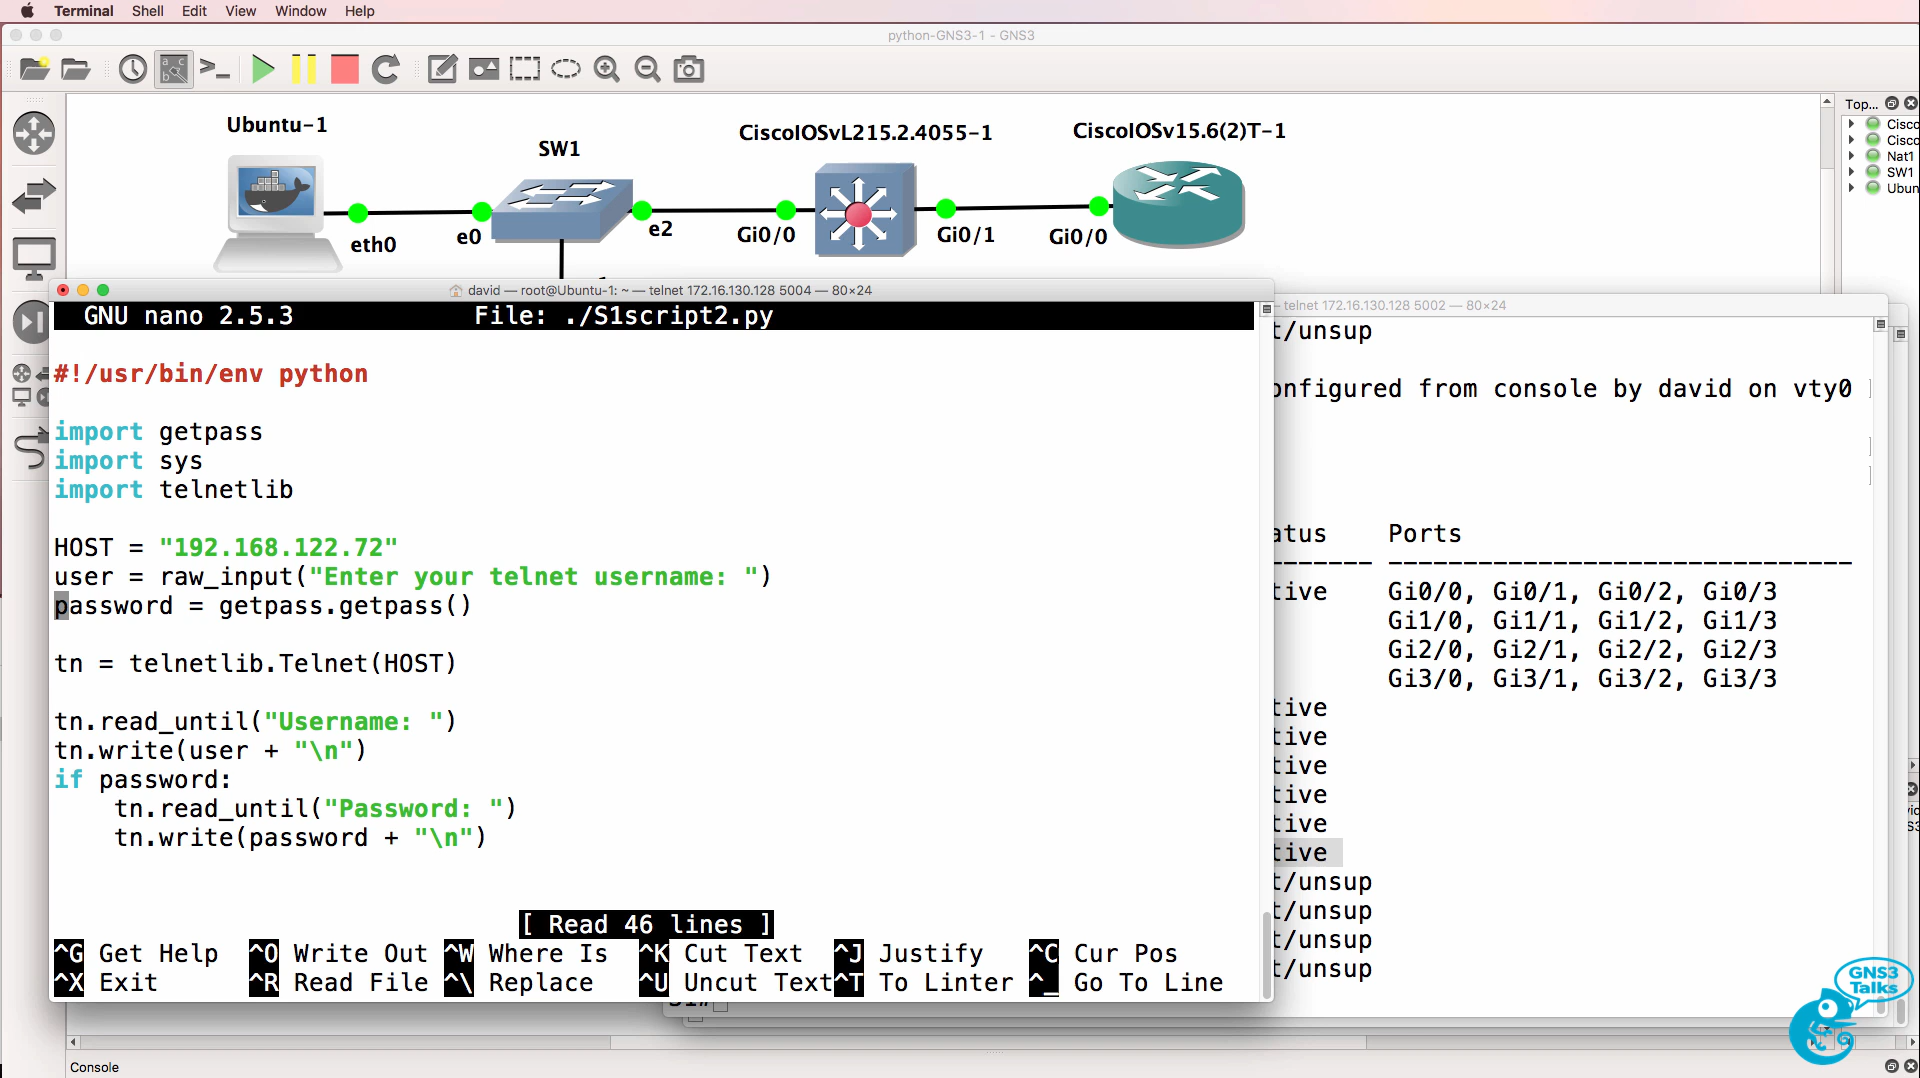 Terminal Shell Edit View Window Help
python-GNS3-1 - GNS3
Top...
Ubuntu-1
SW1
CiscoIOSvL215.2.4055-1
CiscoIOSv15.6(2)T-1
Cisco
Cisco
Nat1
SW1
Ubun
eth0
e0
e2
Gi0/0
Gi0/1
Gi0/0
david — root@Ubuntu-1: ~ — telnet 172.16.130.128 5004 — 80×24
GNU nano 2.5.3 File: ./S1script2.py
#!/usr/bin/env python
import getpass
import sys
import telnetlib
HOST = "192.168.122.72"
user = raw_input("Enter your telnet username: ")
password = getpass.getpass()
tn = telnetlib.Telnet(HOST)
tn.read_until("Username: ")
tn.write(user + "\n")
if password:
    tn.read_until("Password: ")
    tn.write(password + "\n")
[ Read 46 lines ]
^G Get Help ^O Write Out ^W Where Is ^K Cut Text ^J Justify ^C Cur Pos
^X Exit ^R Read File ^\ Replace ^U Uncut Text ^T To Linter ^_ Go To Line
telnet 172.16.130.128 5002 — 80×24
t/unsup
onfigured from console by david on vty0
atus Ports
------- -------------------------------
tive Gi0/0, Gi0/1, Gi0/2, Gi0/3
Gi1/0, Gi1/1, Gi1/2, Gi1/3
Gi2/0, Gi2/1, Gi2/2, Gi2/3
Gi3/0, Gi3/1, Gi3/2, Gi3/3
tive
tive
tive
tive
tive
tive
t/unsup
t/unsup
t/unsup
t/unsup
GNS3
Talks
Console